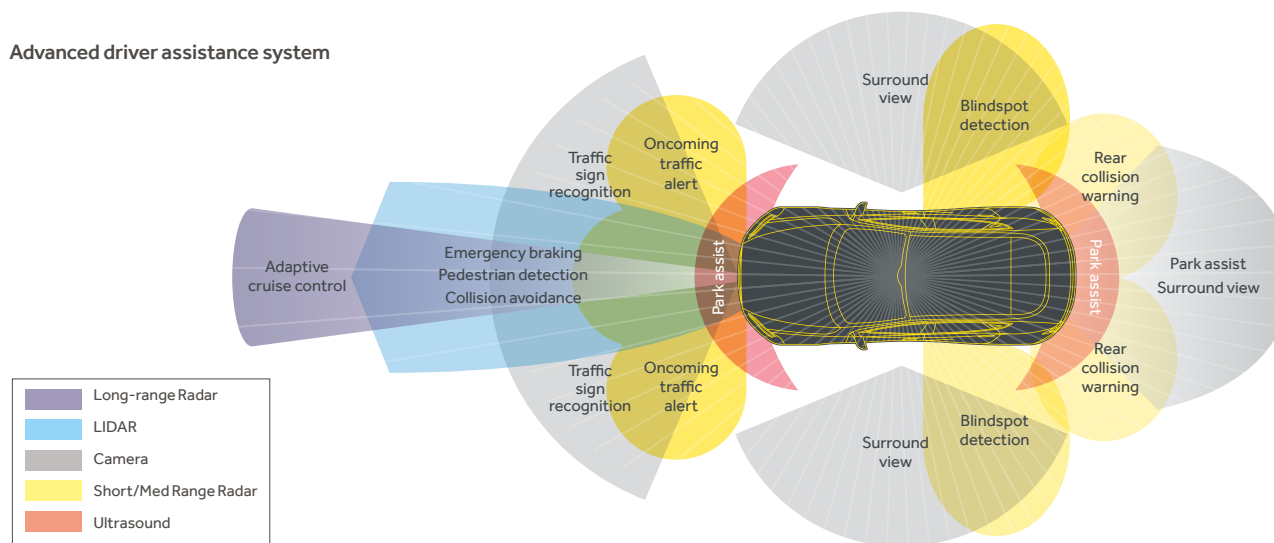 Advanced driver assistance system
Surround
view
Blindspot
detection
Oncoming
traffic
alert
Traffic
sign
recognition
Rear
collision
warning
Adaptive
cruise control
Emergency braking
Pedestrian detection
Collision avoidance
Park assist
Park assist
Park assist
Surround view
Traffic
sign
recognition
Oncoming
traffic
alert
Rear
collision
warning
Surround
view
Blindspot
detection
Long-range Radar
LIDAR
Camera
Short/Med Range Radar
Ultrasound